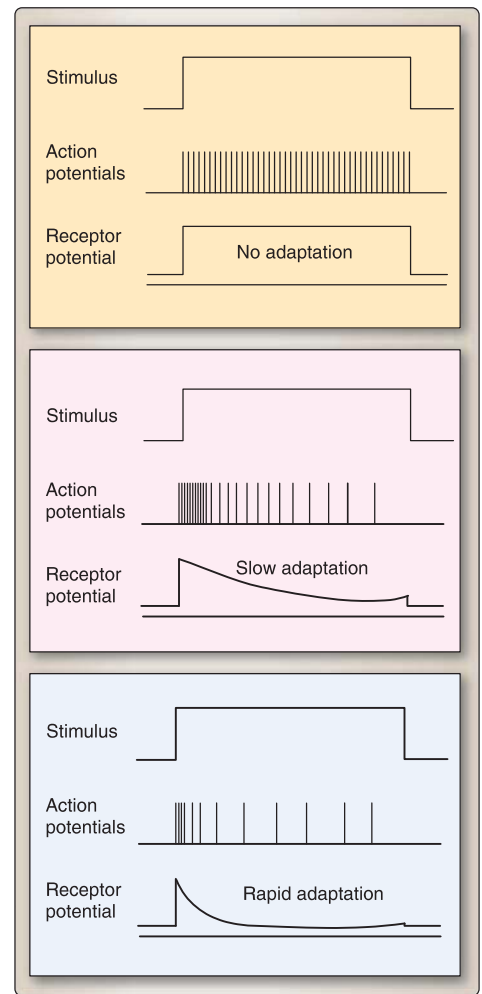 Stimulus
Action
potentials
Receptor
potential
No adaptation
Stimulus
Action
potentials
Receptor
potential
Slow adaptation
Stimulus
Action
potentials
Receptor
potential
Rapid adaptation